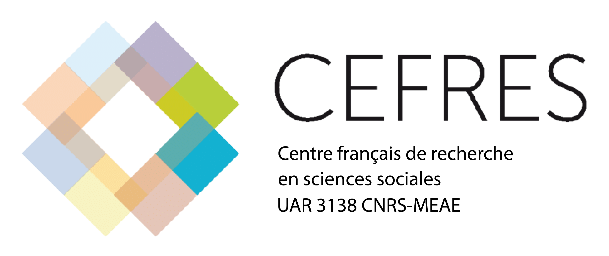 CEFRES
Centre français de recherche
en sciences sociales
UAR 3138 CNRS-MEAE